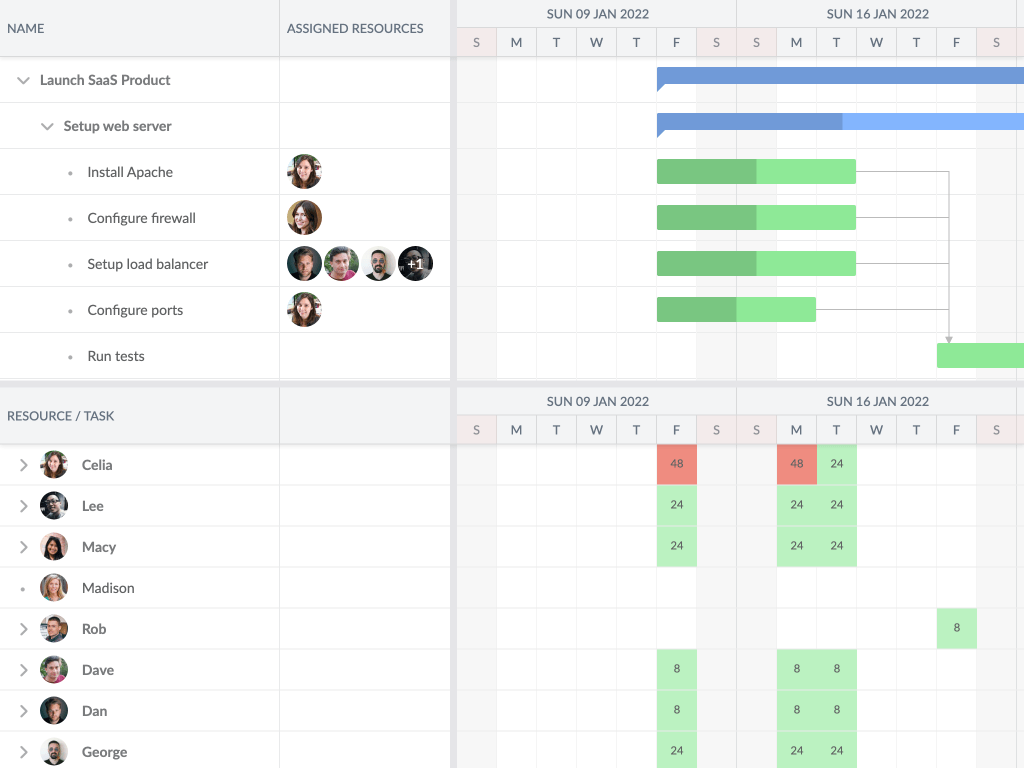 NAME ASSIGNED RESOURCES SUN 09 JAN 2022 SUN 16 JAN 2022
S M T W T F S S M T W T F S
Launch SaaS Product
Setup web server
Install Apache
Configure firewall
Setup load balancer +1
Configure ports
Run tests
RESOURCE / TASK SUN 09 JAN 2022 SUN 16 JAN 2022
S M T W T F S S M T W T F S
Celia 48 48 24
Lee 24 24 24
Macy 24 24 24
Madison
Rob 8
Dave 8 8 8
Dan 8 8 8
George 24 24 24